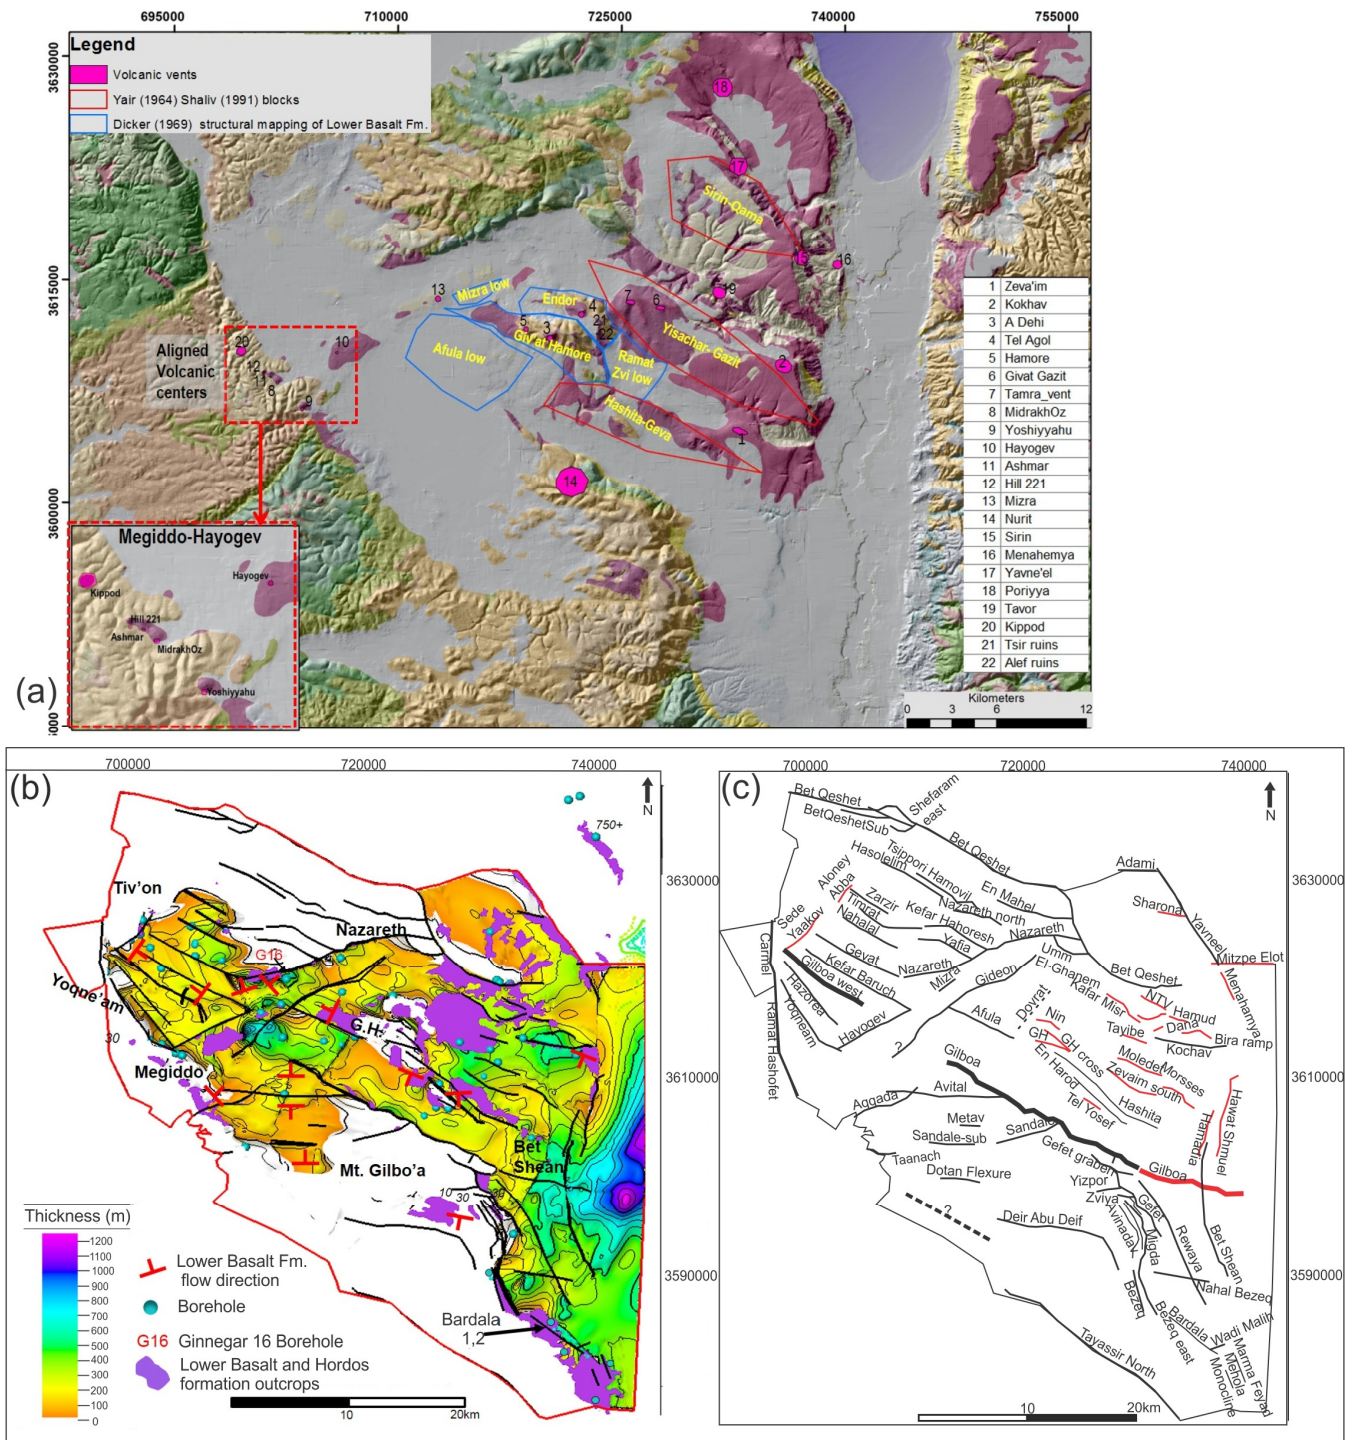 695000
710000
725000
740000
755000
3630000
3615000
3600000
Legend
Volcanic vents
Yair (1964) Shaliv (1991) blocks
Dicker (1969) structural mapping of Lower Basalt Fm.
18
17
Sirin-Qama
15
16
19
13
Mizra low
Endor
4
7
6
21
22
5
3
Giv'at Hamore
Afula low
Ramat
Zvi low
Yisachar- Gazit
2
Hashita-Geva
1
14
Aligned
Volcanic
centers
20
10
12
11
8
9
Megiddo-Hayogev
Hayogev
Kippod
Hill 221
Ashmar
MidrakhOz
Yoshiyyahu
1 Zeva'im
2 Kokhav
3 A Dehi
4 Tel Agol
5 Hamore
6 Givat Gazit
7 Tamra_vent
8 MidrakhOz
9 Yoshiyyahu
10 Hayogev
11 Ashmar
12 Hill 221
13 Mizra
14 Nurit
15 Sirin
16 Menahemya
17 Yavne'el
18 Poriyya
19 Tavor
20 Kippod
21 Tsir ruins
22 Alef ruins
Kilometers
0 3 6 12
(a)
(b)
700000
720000
740000
N
750+
Tiv'on
Nazareth
G16
Yoqne'am
30
G.H.
Megiddo
Bet
Shean
Mt. Gilbo'a
10
30
Bardala
1,2
Thickness (m)
1200
1100
1000
900
800
700
600
500
400
300
200
100
0
Lower Basalt Fm.
flow direction
Borehole
G16 Ginnegar 16 Borehole
Lower Basalt and Hordos
formation outcrops
10
20km
3630000
3610000
3590000
(c)
700000
720000
740000
N
Bet Qeshet
BetQeshetSub
Shefaram
east
Bet Qeshet
Hasolelim
Tsippori Hamovil
En Mahel
Nazareth north
Adami
Sharona
Yavneel
Mitzpe Elot
Menahamya
Aloney
Abba
Zarzir
Timrat
Nahalal
Kefar Hahoresh
Yafia
Nazareth
Sede
Yaakov
Gevat
Kefar Baruch
Nazareth
Mizra
Gideon
Umm
El-Ghanem
Bet Qeshet
Carmel
Gilboa west
Hazorea
Yoqneam
Hayogev
?
Ramat Hashofet
Afula
Dovrat
Nin
GH
GH cross
Kafar Misr
NTV
Hamud
Tayibe
Daha
Bira ramp
Kochav
Moledet
Morsses
Zevaim south
En Harod
Hashita
Tel Yosef
Gilboa
Avital
Aqqada
Metav
Sandale
Sandale-sub
Taanach
Dotan Flexure
Gefet graben
Gilboa
Hamadia
Hawat Shmuel
Yizpor
Zviya
Avinadav
Gefet
Migda
Rewaya
Bet Shean
?
Deir Abu Deif
Nahal Bezeq
Bezeq
Bezeq east
Bardala
Wadi Malih
Marma Feyad
Mehola
Monocline
Tayassir North
10
20km